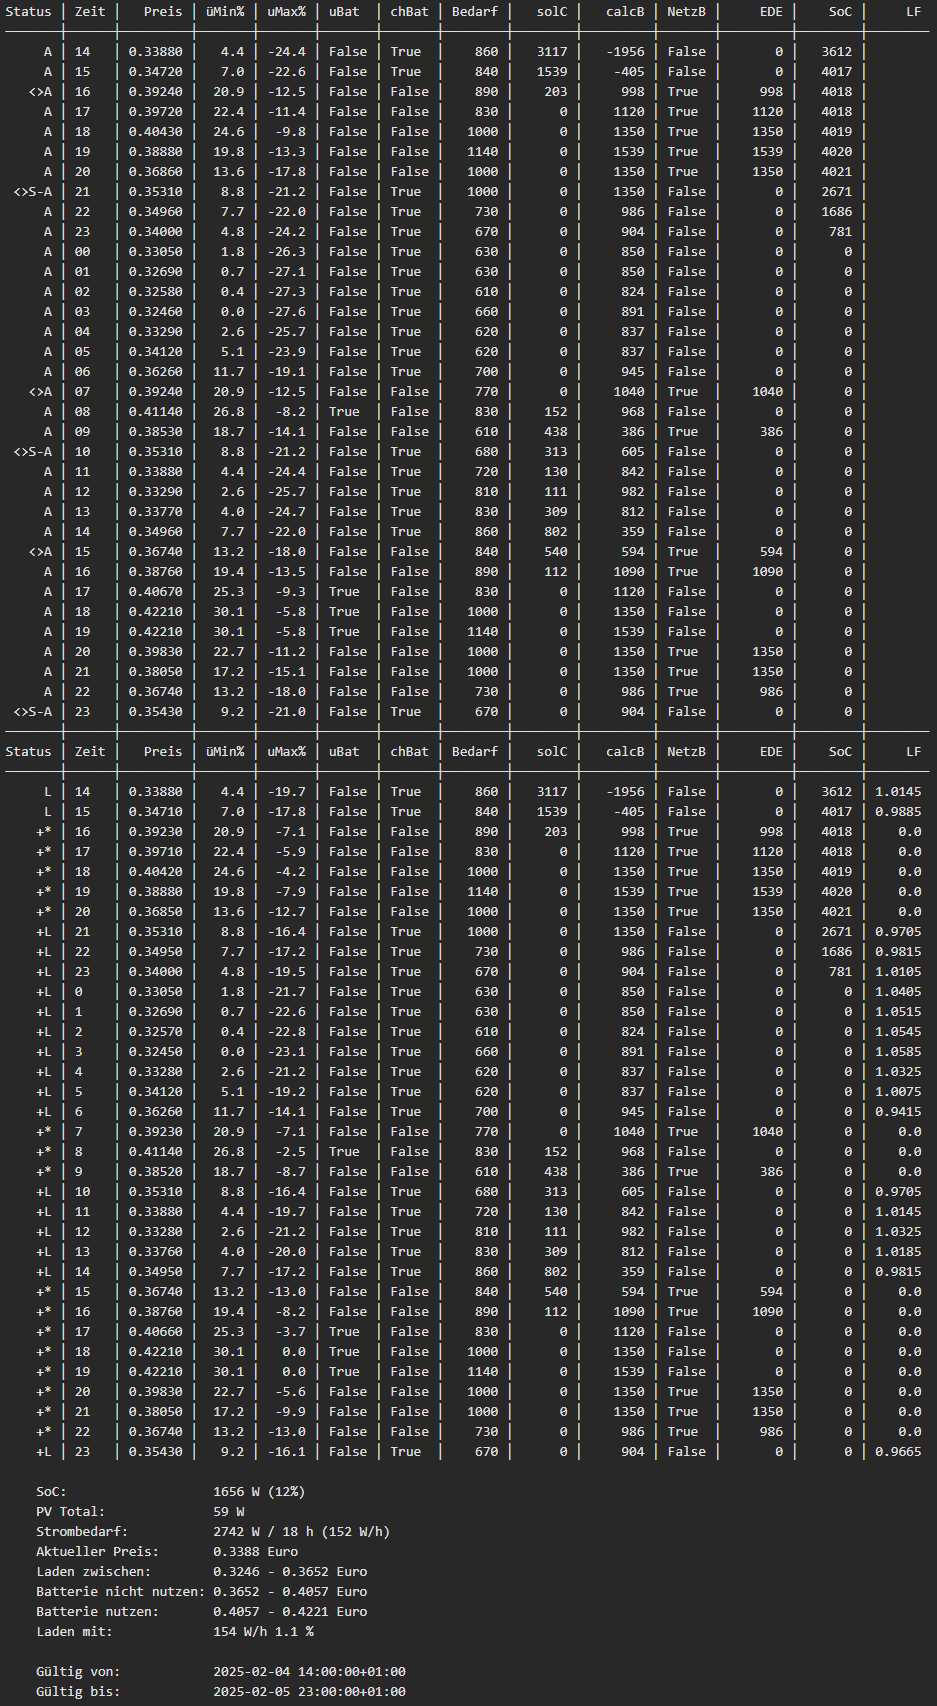 Status | Zeit | Preis | üMin% | uMax% | uBat | chBat | Bedarf | solC | calcB | NetzB | EDE | SoC | LF
A | 14 | 0.33880 | 4.4 | -24.4 | False | True | 860 | 3117 | -1956 | False | 0 | 3612 |
A | 15 | 0.34720 | 7.0 | -22.6 | False | True | 840 | 1539 | -405 | False | 0 | 4017 |
<>A | 16 | 0.39240 | 20.9 | -12.5 | False | False | 890 | 203 | 998 | True | 998 | 4018 |
A | 17 | 0.39720 | 22.4 | -11.4 | False | False | 830 | 0 | 1120 | True | 1120 | 4018 |
A | 18 | 0.40430 | 24.6 | -9.8 | False | False | 1000 | 0 | 1350 | True | 1350 | 4019 |
A | 19 | 0.38880 | 19.8 | -13.3 | False | False | 1140 | 0 | 1539 | True | 1539 | 4020 |
A | 20 | 0.36860 | 13.6 | -17.8 | False | False | 1000 | 0 | 1350 | True | 1350 | 4021 |
<>S-A | 21 | 0.35310 | 8.8 | -21.2 | False | True | 1000 | 0 | 1350 | False | 0 | 2671 |
A | 22 | 0.34960 | 7.7 | -22.0 | False | True | 730 | 0 | 986 | False | 0 | 1686 |
A | 23 | 0.34000 | 4.8 | -24.2 | False | True | 670 | 0 | 904 | False | 0 | 781 |
A | 00 | 0.33050 | 1.8 | -26.3 | False | True | 630 | 0 | 850 | False | 0 | 0 |
A | 01 | 0.32690 | 0.7 | -27.1 | False | True | 630 | 0 | 850 | False | 0 | 0 |
A | 02 | 0.32580 | 0.4 | -27.3 | False | True | 610 | 0 | 824 | False | 0 | 0 |
A | 03 | 0.32460 | 0.0 | -27.6 | False | True | 660 | 0 | 891 | False | 0 | 0 |
A | 04 | 0.33290 | 2.6 | -25.7 | False | True | 620 | 0 | 837 | False | 0 | 0 |
A | 05 | 0.34120 | 5.1 | -23.9 | False | True | 620 | 0 | 837 | False | 0 | 0 |
A | 06 | 0.36260 | 11.7 | -19.1 | False | True | 700 | 0 | 945 | False | 0 | 0 |
<>A | 07 | 0.39240 | 20.9 | -12.5 | False | False | 770 | 0 | 1040 | True | 1040 | 0 |
A | 08 | 0.41140 | 26.8 | -8.2 | True | False | 830 | 152 | 968 | False | 0 | 0 |
A | 09 | 0.38530 | 18.7 | -14.1 | False | False | 610 | 438 | 386 | True | 386 | 0 |
<>S-A | 10 | 0.35310 | 8.8 | -21.2 | False | True | 680 | 313 | 605 | False | 0 | 0 |
A | 11 | 0.33880 | 4.4 | -24.4 | False | True | 720 | 130 | 842 | False | 0 | 0 |
A | 12 | 0.33290 | 2.6 | -25.7 | False | True | 810 | 111 | 982 | False | 0 | 0 |
A | 13 | 0.33770 | 4.0 | -24.7 | False | True | 830 | 309 | 812 | False | 0 | 0 |
A | 14 | 0.34960 | 7.7 | -22.0 | False | True | 860 | 802 | 359 | False | 0 | 0 |
<>A | 15 | 0.36740 | 13.2 | -18.0 | False | False | 840 | 540 | 594 | True | 594 | 0 |
A | 16 | 0.38760 | 19.4 | -13.5 | False | False | 890 | 112 | 1090 | True | 1090 | 0 |
A | 17 | 0.40670 | 25.3 | -9.3 | True | False | 830 | 0 | 1120 | False | 0 | 0 |
A | 18 | 0.42210 | 30.1 | -5.8 | True | False | 1000 | 0 | 1350 | False | 0 | 0 |
A | 19 | 0.42210 | 30.1 | -5.8 | True | False | 1140 | 0 | 1539 | False | 0 | 0 |
A | 20 | 0.39830 | 22.7 | -11.2 | False | False | 1000 | 0 | 1350 | True | 1350 | 0 |
A | 21 | 0.38050 | 17.2 | -15.1 | False | False | 1000 | 0 | 1350 | True | 1350 | 0 |
A | 22 | 0.36740 | 13.2 | -18.0 | False | False | 730 | 0 | 986 | True | 986 | 0 |
<>S-A | 23 | 0.35430 | 9.2 | -21.0 | False | True | 670 | 0 | 904 | False | 0 | 0 |
Status | Zeit | Preis | üMin% | uMax% | uBat | chBat | Bedarf | solC | calcB | NetzB | EDE | SoC | LF
L | 14 | 0.33880 | 4.4 | -19.7 | False | True | 860 | 3117 | -1956 | False | 0 | 3612 | 1.0145
L | 15 | 0.34710 | 7.0 | -17.8 | False | True | 840 | 1539 | -405 | False | 0 | 4017 | 0.9885
+* | 16 | 0.39230 | 20.9 | -7.1 | False | False | 890 | 203 | 998 | True | 998 | 4018 | 0.0
+* | 17 | 0.39710 | 22.4 | -5.9 | False | False | 830 | 0 | 1120 | True | 1120 | 4018 | 0.0
+* | 18 | 0.40420 | 24.6 | -4.2 | False | False | 1000 | 0 | 1350 | True | 1350 | 4019 | 0.0
+* | 19 | 0.38880 | 19.8 | -7.9 | False | False | 1140 | 0 | 1539 | True | 1539 | 4020 | 0.0
+* | 20 | 0.36850 | 13.6 | -12.7 | False | False | 1000 | 0 | 1350 | True | 1350 | 4021 | 0.0
+L | 21 | 0.35310 | 8.8 | -16.4 | False | True | 1000 | 0 | 1350 | False | 0 | 2671 | 0.9705
+L | 22 | 0.34950 | 7.7 | -17.2 | False | True | 730 | 0 | 986 | False | 0 | 1686 | 0.9815
+L | 23 | 0.34000 | 4.8 | -19.5 | False | True | 670 | 0 | 904 | False | 0 | 781 | 1.0105
+L | 0 | 0.33050 | 1.8 | -21.7 | False | True | 630 | 0 | 850 | False | 0 | 0 | 1.0405
+L | 1 | 0.32690 | 0.7 | -22.6 | False | True | 630 | 0 | 850 | False | 0 | 0 | 1.0515
+L | 2 | 0.32570 | 0.4 | -22.8 | False | True | 610 | 0 | 824 | False | 0 | 0 | 1.0545
+L | 3 | 0.32450 | 0.0 | -23.1 | False | True | 660 | 0 | 891 | False | 0 | 0 | 1.0585
+L | 4 | 0.33280 | 2.6 | -21.2 | False | True | 620 | 0 | 837 | False | 0 | 0 | 1.0325
+L | 5 | 0.34120 | 5.1 | -19.2 | False | True | 620 | 0 | 837 | False | 0 | 0 | 1.0075
+L | 6 | 0.36260 | 11.7 | -14.1 | False | True | 700 | 0 | 945 | False | 0 | 0 | 0.9415
+* | 7 | 0.39230 | 20.9 | -7.1 | False | False | 770 | 0 | 1040 | True | 1040 | 0 | 0.0
+* | 8 | 0.41140 | 26.8 | -2.5 | True | False | 830 | 152 | 968 | False | 0 | 0 | 0.0
+* | 9 | 0.38520 | 18.7 | -8.7 | False | False | 610 | 438 | 386 | True | 386 | 0 | 0.0
+L | 10 | 0.35310 | 8.8 | -16.4 | False | True | 680 | 313 | 605 | False | 0 | 0 | 0.9705
+L | 11 | 0.33880 | 4.4 | -19.7 | False | True | 720 | 130 | 842 | False | 0 | 0 | 1.0145
+L | 12 | 0.33280 | 2.6 | -21.2 | False | True | 810 | 111 | 982 | False | 0 | 0 | 1.0325
+L | 13 | 0.33760 | 4.0 | -20.0 | False | True | 830 | 309 | 812 | False | 0 | 0 | 1.0185
+L | 14 | 0.34950 | 7.7 | -17.2 | False | True | 860 | 802 | 359 | False | 0 | 0 | 0.9815
+* | 15 | 0.36740 | 13.2 | -13.0 | False | False | 840 | 540 | 594 | True | 594 | 0 | 0.0
+* | 16 | 0.38760 | 19.4 | -8.2 | False | False | 890 | 112 | 1090 | True | 1090 | 0 | 0.0
+* | 17 | 0.40660 | 25.3 | -3.7 | True | False | 830 | 0 | 1120 | False | 0 | 0 | 0.0
+* | 18 | 0.42210 | 30.1 | 0.0 | True | False | 1000 | 0 | 1350 | False | 0 | 0 | 0.0
+* | 19 | 0.42210 | 30.1 | 0.0 | True | False | 1140 | 0 | 1539 | False | 0 | 0 | 0.0
+* | 20 | 0.39830 | 22.7 | -5.6 | False | False | 1000 | 0 | 1350 | True | 1350 | 0 | 0.0
+* | 21 | 0.38050 | 17.2 | -9.9 | False | False | 1000 | 0 | 1350 | True | 1350 | 0 | 0.0
+* | 22 | 0.36740 | 13.2 | -13.0 | False | False | 730 | 0 | 986 | True | 986 | 0 | 0.0
+L | 23 | 0.35430 | 9.2 | -16.1 | False | True | 670 | 0 | 904 | False | 0 | 0 | 0.9665
SoC: 1656 W (12%)
PV Total: 59 W
Strombedarf: 2742 W / 18 h (152 W/h)
Aktueller Preis: 0.3388 Euro
Laden zwischen: 0.3246 - 0.3652 Euro
Batterie nicht nutzen: 0.3652 - 0.4057 Euro
Batterie nutzen: 0.4057 - 0.4221 Euro
Laden mit: 154 W/h 1.1 %
Gültig von: 2025-02-04 14:00:00+01:00
Gültig bis: 2025-02-05 23:00:00+01:00